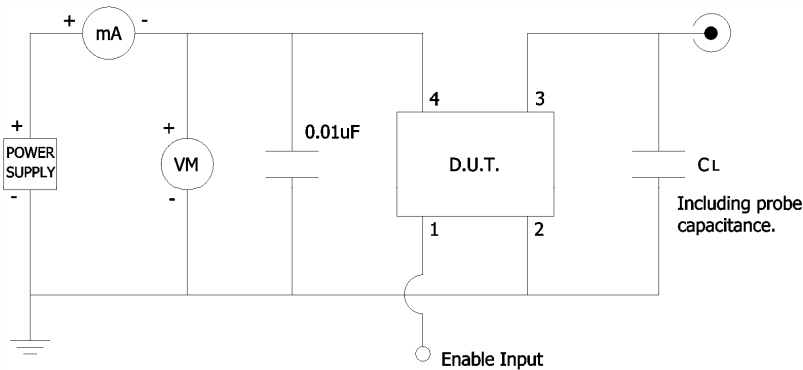 + mA -
+
POWER
SUPPLY
-
+
VM
-
0.01uF
4
3
D.U.T.
1
2
CL
Including probe
capacitance.
Enable Input